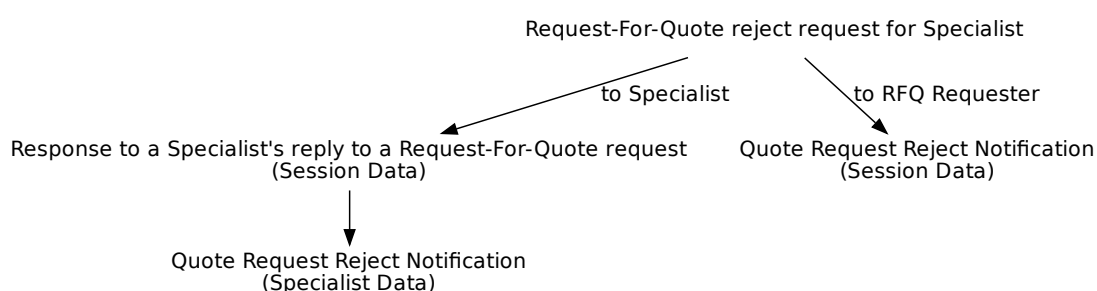 Request-For-Quote reject request for Specialist
to Specialist
to RFQ Requester
Response to a Specialist's reply to a Request-For-Quote request
(Session Data)
Quote Request Reject Notification
(Session Data)
Quote Request Reject Notification
(Specialist Data)